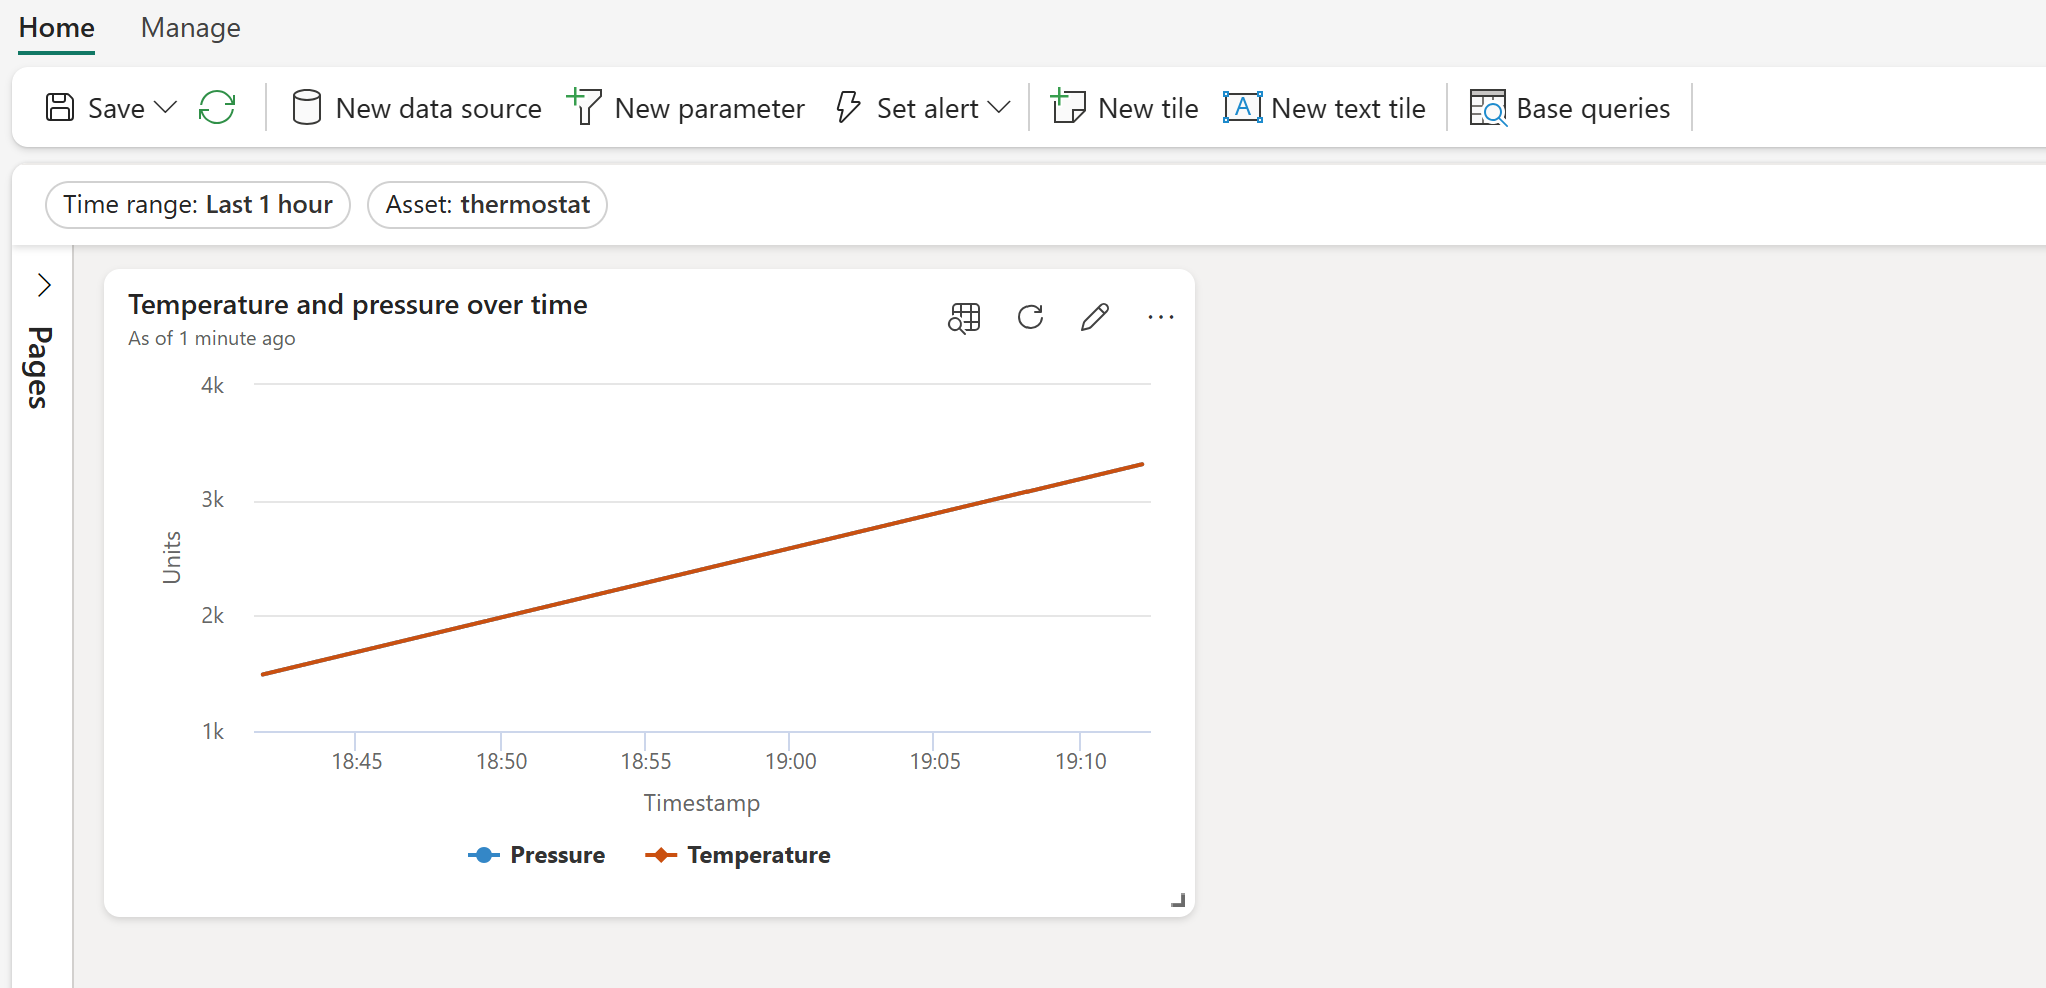 Home Manage
Save New data source New parameter Set alert New tile A New text tile Base queries
Time range: Last 1 hour Asset: thermostat
Pages
Temperature and pressure over time
As of 1 minute ago
4k
3k
2k
1k
Units
18:45 18:50 18:55 19:00 19:05 19:10
Timestamp
Pressure Temperature